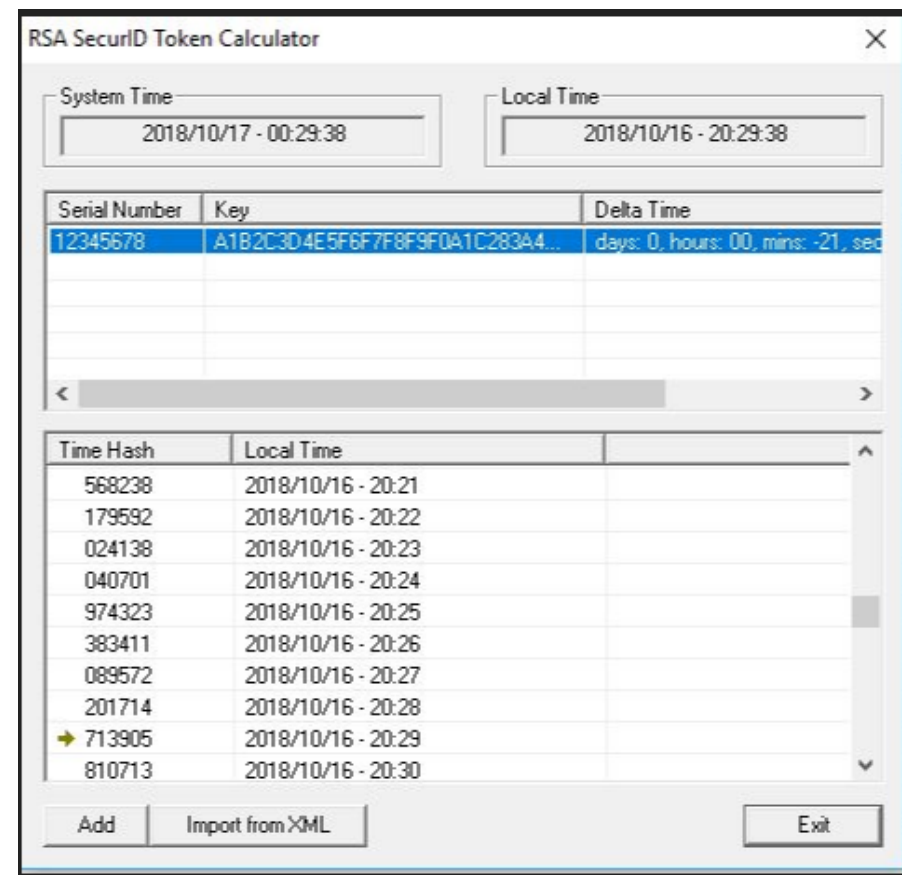 RSA SecurID Token Calculator
System Time
2018/10/17 - 00:29:38
Local Time
2018/10/16 - 20:29:38
Serial Number Key Delta Time
12345678 A1B2C3D4E5F6F7F8F9F0A1C283A4... days: 0, hours: 00, mins: -21, sec
Time Hash Local Time
568238 2018/10/16 - 20:21
179592 2018/10/16 - 20:22
024138 2018/10/16 - 20:23
040701 2018/10/16 - 20:24
974323 2018/10/16 - 20:25
383411 2018/10/16 - 20:26
089572 2018/10/16 - 20:27
201714 2018/10/16 - 20:28
713905 2018/10/16 - 20:29
810713 2018/10/16 - 20:30
Add Import from XML Exit